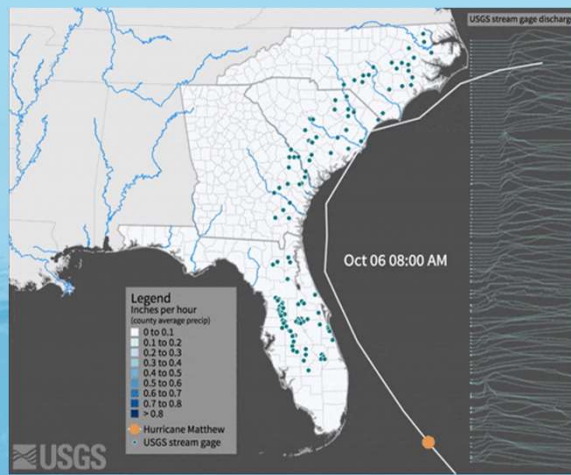 USGS stream gage discharge
Oct 06 08:00 AM
Legend
Inches per hour
(county average precip)
0 to 0.1
0.1 to 0.2
0.2 to 0.3
0.3 to 0.4
0.4 to 0.5
0.5 to 0.6
0.6 to 0.7
0.7 to 0.8
> 0.8
Hurricane Matthew
USGS stream gage
USGS